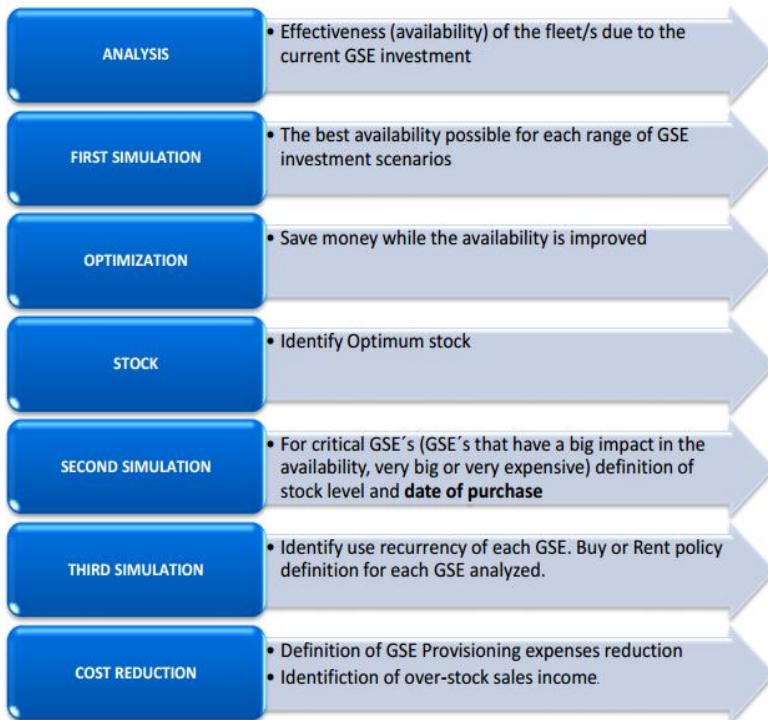 ANALYSIS
• Effectiveness (availability) of the fleet/s due to the
current GSE investment
FIRST SIMULATION
• The best availability possible for each range of GSE
investment scenarios
OPTIMIZATION
• Save money while the availability is improved
STOCK
• Identify Optimum stock
SECOND SIMULATION
• For critical GSE´s (GSE´s that have a big impact in the
availability, very big or very expensive) definition of
stock level and date of purchase
THIRD SIMULATION
• Identify use recurrency of each GSE. Buy or Rent policy
definition for each GSE analyzed.
COST REDUCTION
• Definition of GSE Provisioning expenses reduction
• Identifiction of over-stock sales income.